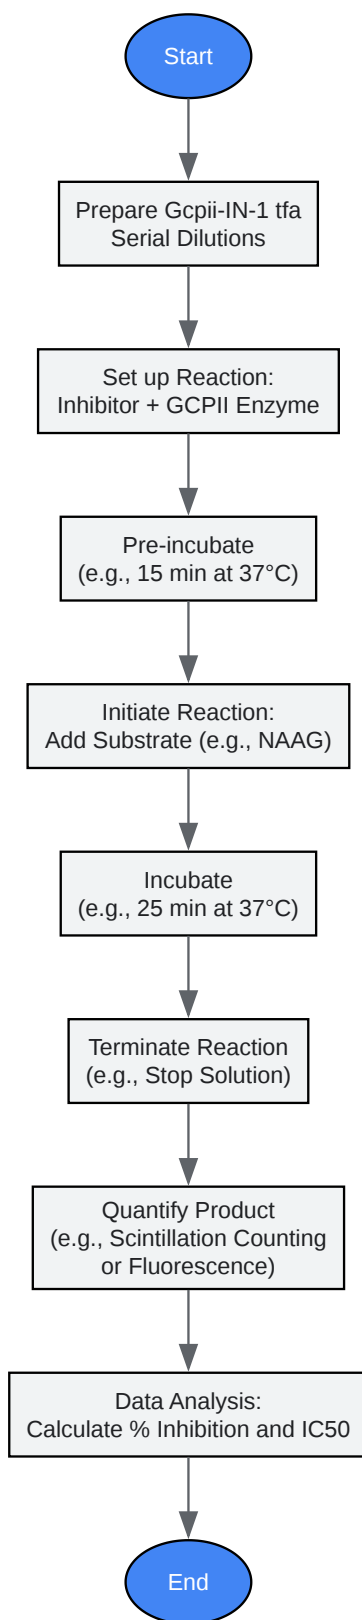 Start
Prepare Gcpii-IN-1 tfa
Serial Dilutions
Set up Reaction:
Inhibitor + GCPII Enzyme
Pre-incubate
(e.g., 15 min at 37°C)
Initiate Reaction:
Add Substrate (e.g., NAAG)
Incubate
(e.g., 25 min at 37°C)
Terminate Reaction
(e.g., Stop Solution)
Quantify Product
(e.g., Scintillation Counting
or Fluorescence)
Data Analysis:
Calculate % Inhibition and IC50
End